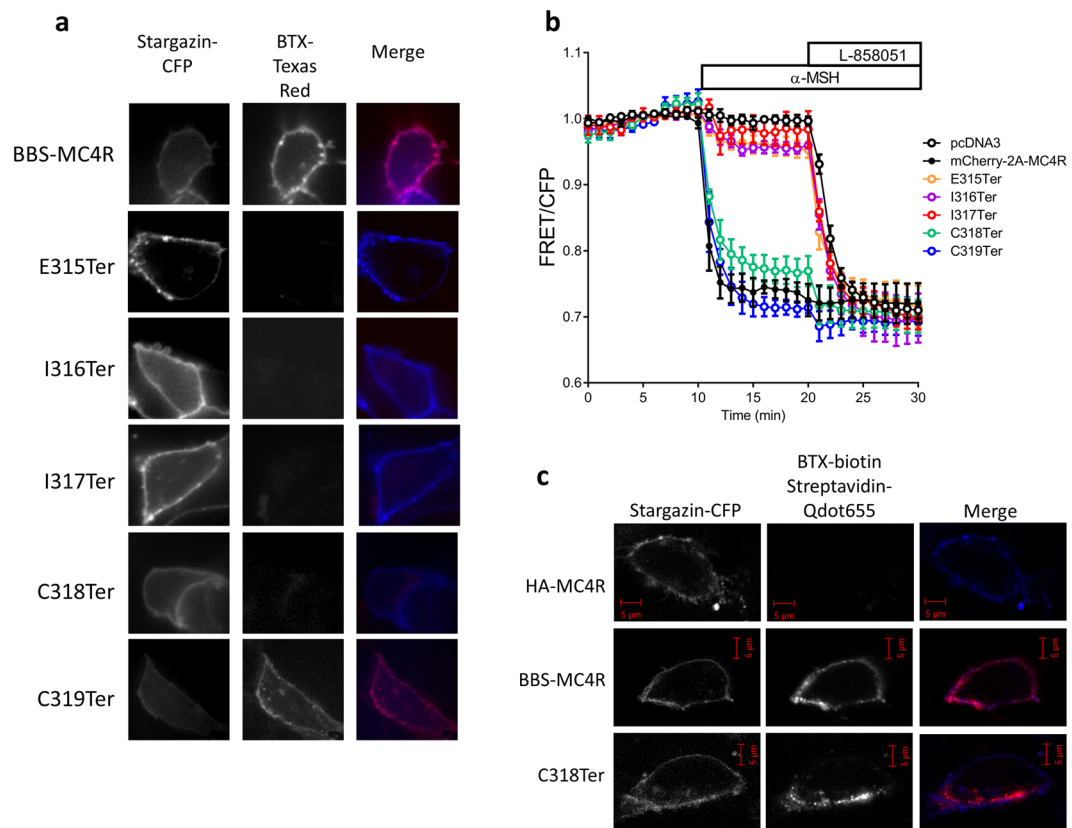 a
Stargazin-
CFP
BTX-
Texas
Red
Merge
BBS-MC4R
E315Ter
I316Ter
I317Ter
C318Ter
C319Ter
b
L-858051
α-MSH
1.1
1.0
0.9
0.8
0.7
0.6
FRET/CFP
0
5
10
15
20
25
30
Time (min)
pcDNA3
mCherry-2A-MC4R
E315Ter
I316Ter
I317Ter
C318Ter
C319Ter
c
Stargazin-CFP
BTX-biotin
Streptavidin-
Qdot655
Merge
HA-MC4R
5 µm
5 µm
5 µm
BBS-MC4R
5 µm
5 µm
5 µm
C318Ter
5 µm
5 µm
5 µm